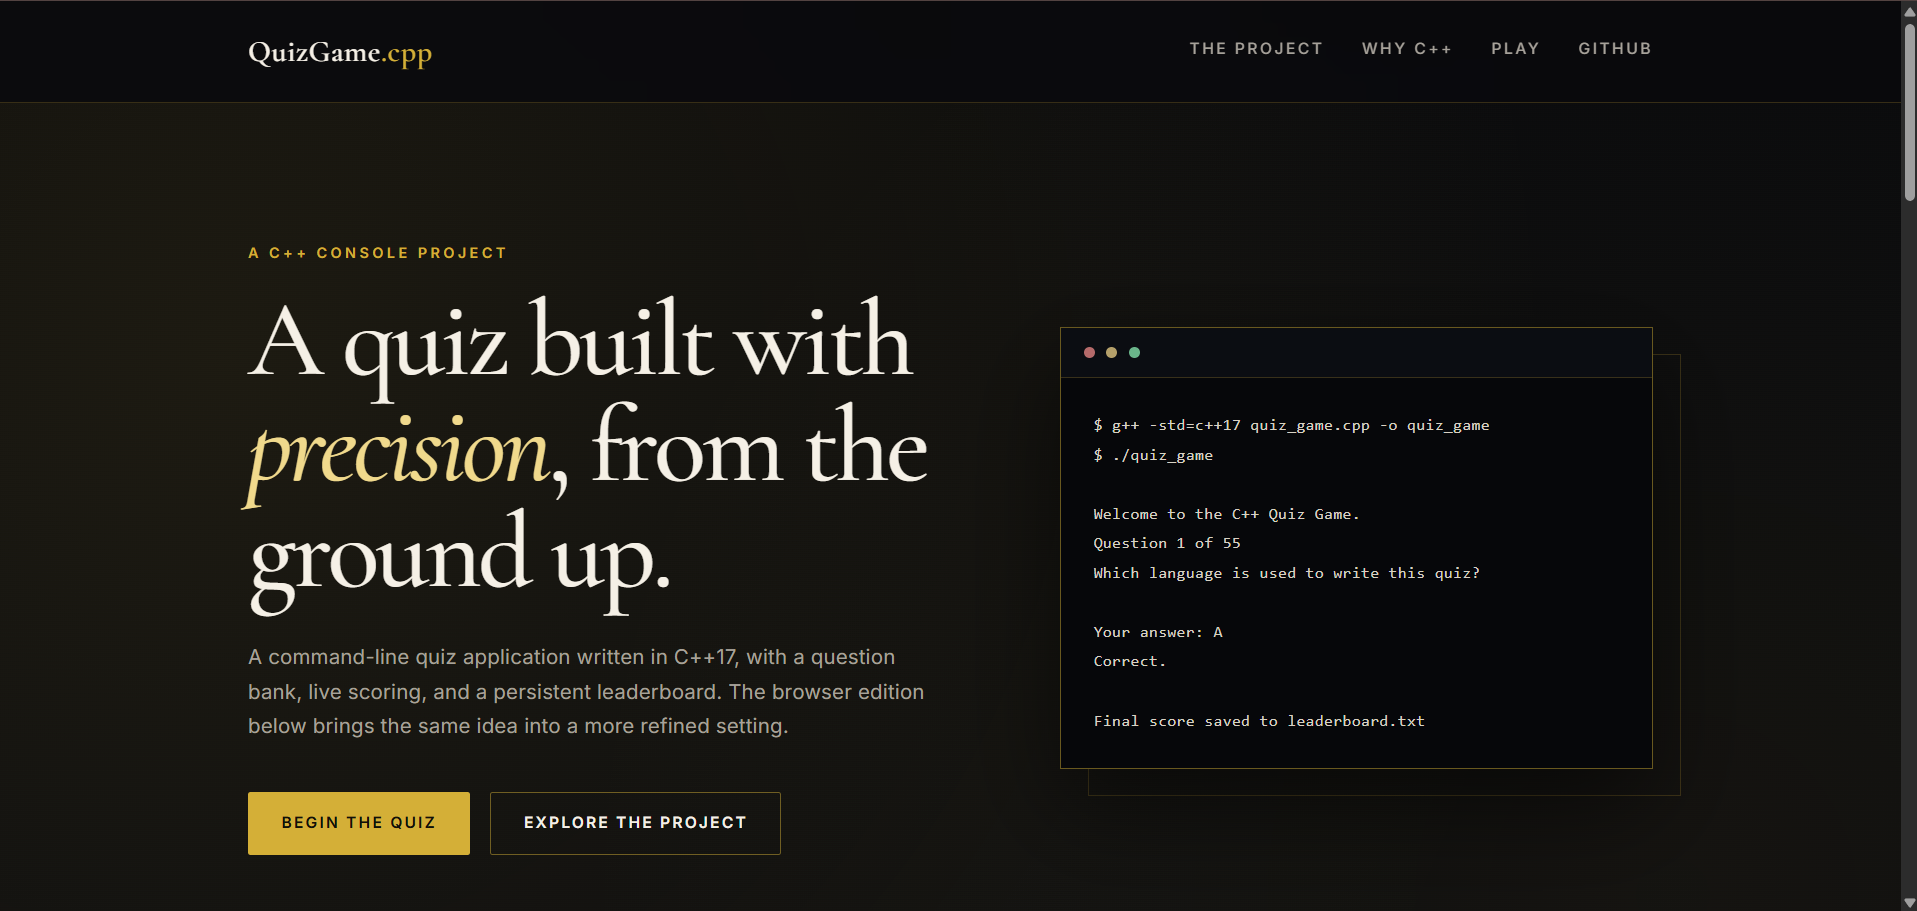 QuizGame.cpp
THE PROJECT WHY C++ PLAY GITHUB
A C++ CONSOLE PROJECT
A quiz built with
precision, from the
ground up.
A command-line quiz application written in C++17, with a question
bank, live scoring, and a persistent leaderboard. The browser edition
below brings the same idea into a more refined setting.
BEGIN THE QUIZ
EXPLORE THE PROJECT
$ g++ -std=c++17 quiz_game.cpp -o quiz_game
$ ./quiz_game
Welcome to the C++ Quiz Game.
Question 1 of 55
Which language is used to write this quiz?
Your answer: A
Correct.
Final score saved to leaderboard.txt